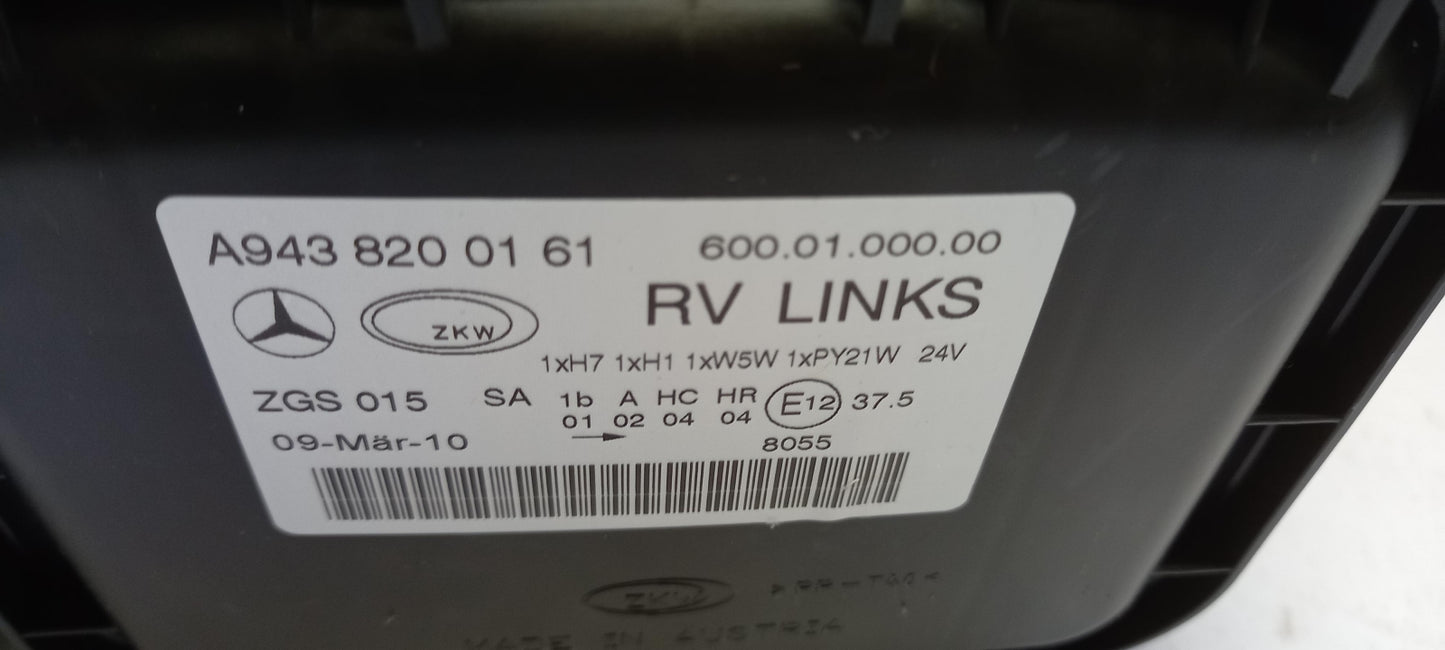 A943 820 01 61 600.01.000.00
RV LINKS
ZKW
1xH7 1xH1 1xW5W 1xPY21W 24V
ZGS 015 SA 1b A HC HR E12 37.5
01 02 04 04
09-Mär-10 → 8055
ZKW
MADE IN AUSTRIA